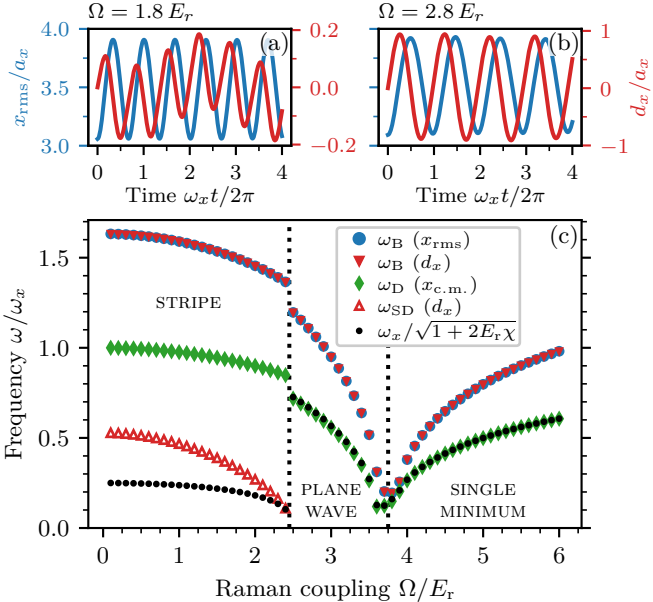 Ω = 1.8 E_r
Ω = 2.8 E_r
4.0
3.5
3.0
x_rms/a_x
(a)
0.2
0.0
−0.2
0
1
2
3
4
Time ω_x t/2π
(b)
1
0
−1
d_x/a_x
0
1
2
3
4
Time ω_x t/2π
(c)
1.5
1.0
0.5
0.0
Frequency ω/ω_x
ω_B (x_rms)
ω_B (d_x)
ω_D (x_c.m.)
ω_SD (d_x)
ω_x/√1 + 2E_rχ
STRIPE
PLANE
WAVE
SINGLE
MINIMUM
0
1
2
3
4
5
6
Raman coupling Ω/E_r